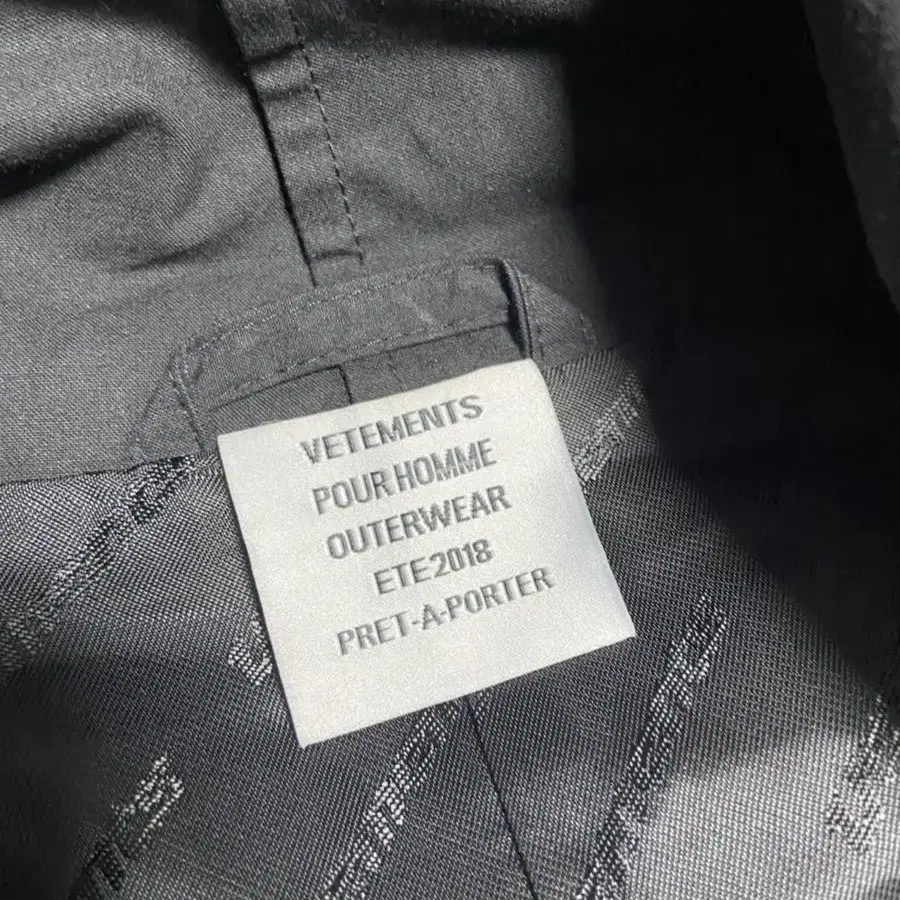 VETEMENTS
POUR HOMME
OUTERWEAR
ETE2018
PRET-A-PORTER